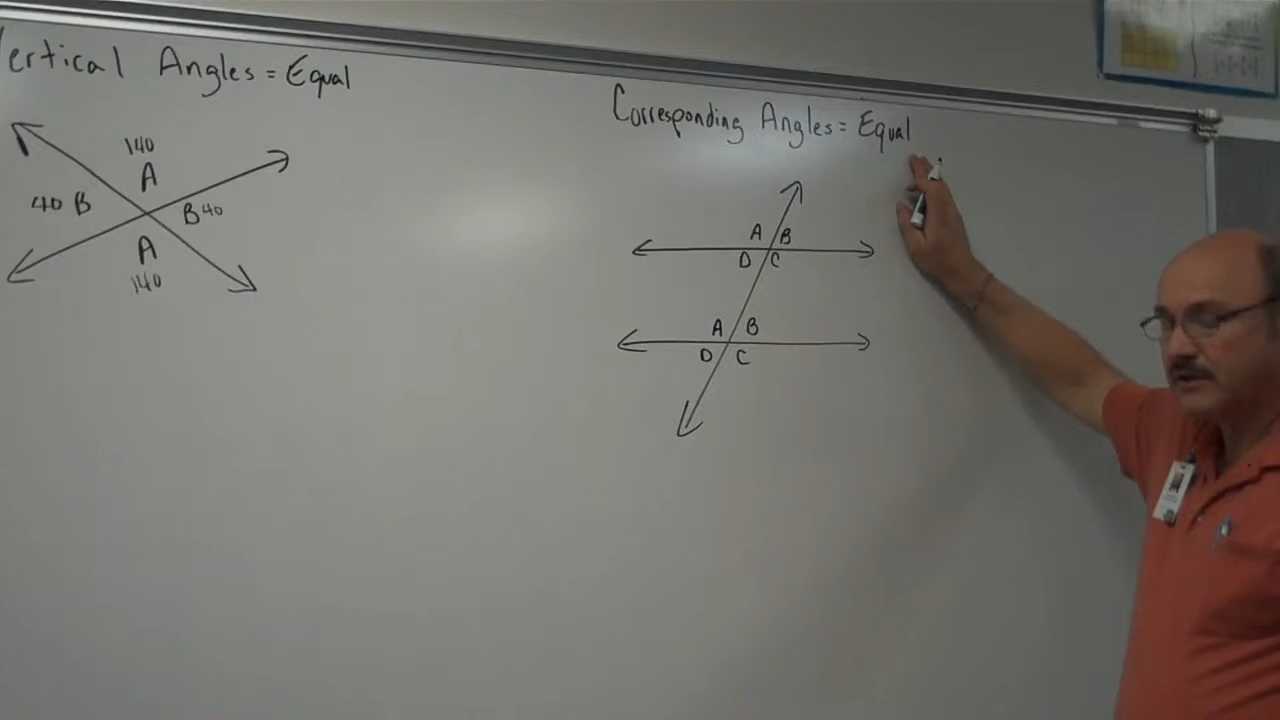 ertical Angles = Equal
140
A
40 B
B 40
A
140
Corresponding Angles = Equal
A B
D C
A B
D C